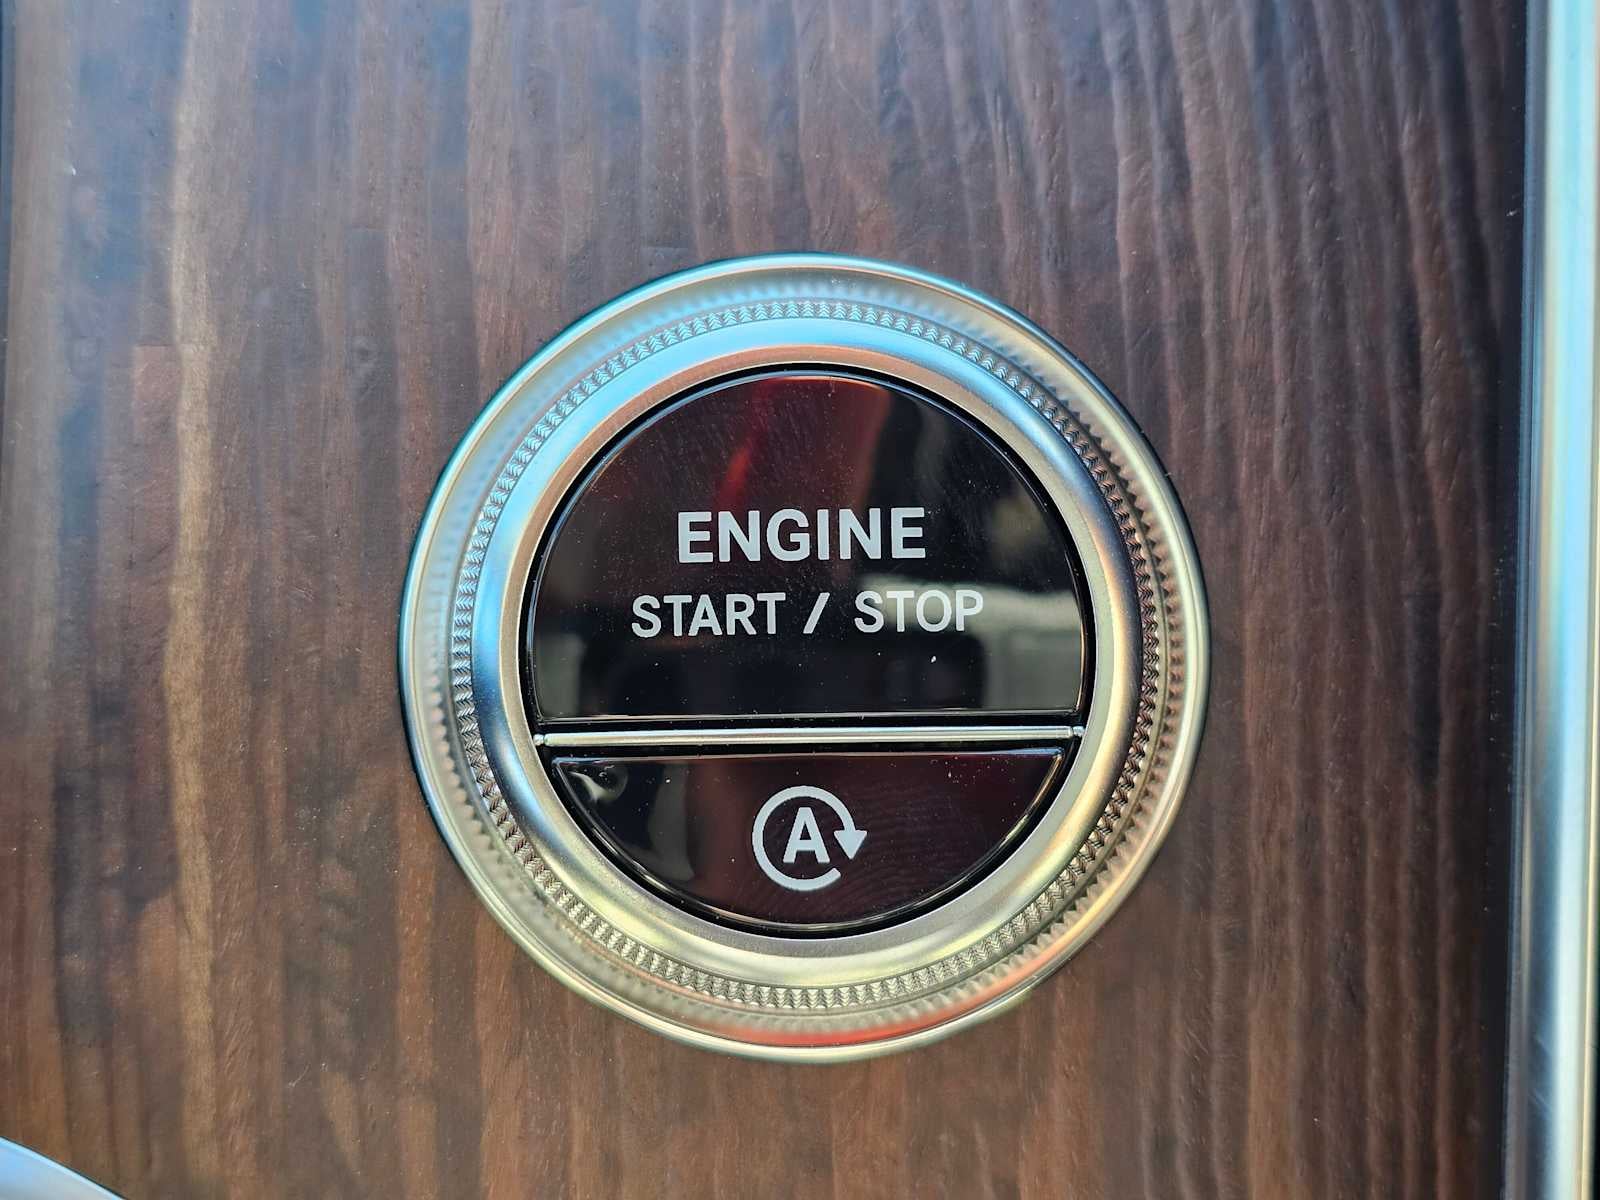 ENGINE
START / STOP
A